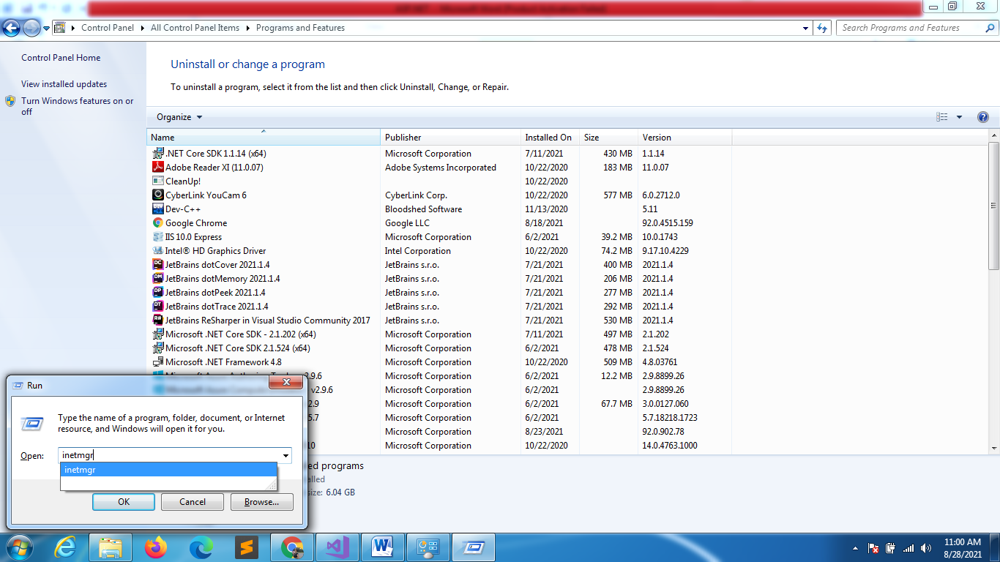 Control Panel All Control Panel Items Programs and Features
Search Programs and Features
Control Panel Home
View installed updates
Turn Windows features on or
off
Uninstall or change a program
To uninstall a program, select it from the list and then click Uninstall, Change, or Repair.
Organize
Name Publisher Installed On Size Version
.NET Core SDK 1.1.14 (x64) Microsoft Corporation 7/11/2021 430 MB 1.1.14
Adobe Reader XI (11.0.07) Adobe Systems Incorporated 10/22/2020 183 MB 11.0.07
CleanUp! 10/22/2020
CyberLink YouCam 6 CyberLink Corp. 10/22/2020 577 MB 6.0.2712.0
Dev-C++ Bloodshed Software 11/13/2020 5.11
Google Chrome Google LLC 8/18/2021 92.0.4515.159
IIS 10.0 Express Microsoft Corporation 6/2/2021 39.2 MB 10.0.1743
Intel® HD Graphics Driver Intel Corporation 10/22/2020 74.2 MB 9.17.10.4229
JetBrains dotCover 2021.1.4 JetBrains s.r.o. 7/21/2021 400 MB 2021.1.4
JetBrains dotMemory 2021.1.4 JetBrains s.r.o. 7/21/2021 206 MB 2021.1.4
JetBrains dotPeek 2021.1.4 JetBrains s.r.o. 7/21/2021 277 MB 2021.1.4
JetBrains dotTrace 2021.1.4 JetBrains s.r.o. 7/21/2021 292 MB 2021.1.4
JetBrains ReSharper in Visual Studio Community 2017 JetBrains s.r.o. 7/21/2021 530 MB 2021.1.4
Microsoft .NET Core SDK - 2.1.202 (x64) Microsoft Corporation 7/11/2021 497 MB 2.1.202
Microsoft .NET Core SDK 2.1.524 (x64) Microsoft Corporation 6/2/2021 478 MB 2.1.524
Microsoft .NET Framework 4.8 Microsoft Corporation 10/22/2020 509 MB 4.8.03761
2.9.6 Microsoft Corporation 6/2/2021 12.2 MB 2.9.8899.26
v2.9.6 Microsoft Corporation 6/2/2021 2.9.8899.26
2.9 Microsoft Corporation 6/2/2021 67.7 MB 3.0.0127.060
5.7 Microsoft Corporation 6/2/2021 5.7.18218.1723
Microsoft Corporation 8/23/2021 92.0.902.78
10 Microsoft Corporation 10/22/2020 14.0.4763.1000
ed programs
alled
size: 6.04 GB
Run
Type the name of a program, folder, document, or Internet
resource, and Windows will open it for you.
Open: inetmgr
inetmgr
OK Cancel Browse...
11:00 AM
8/28/2021